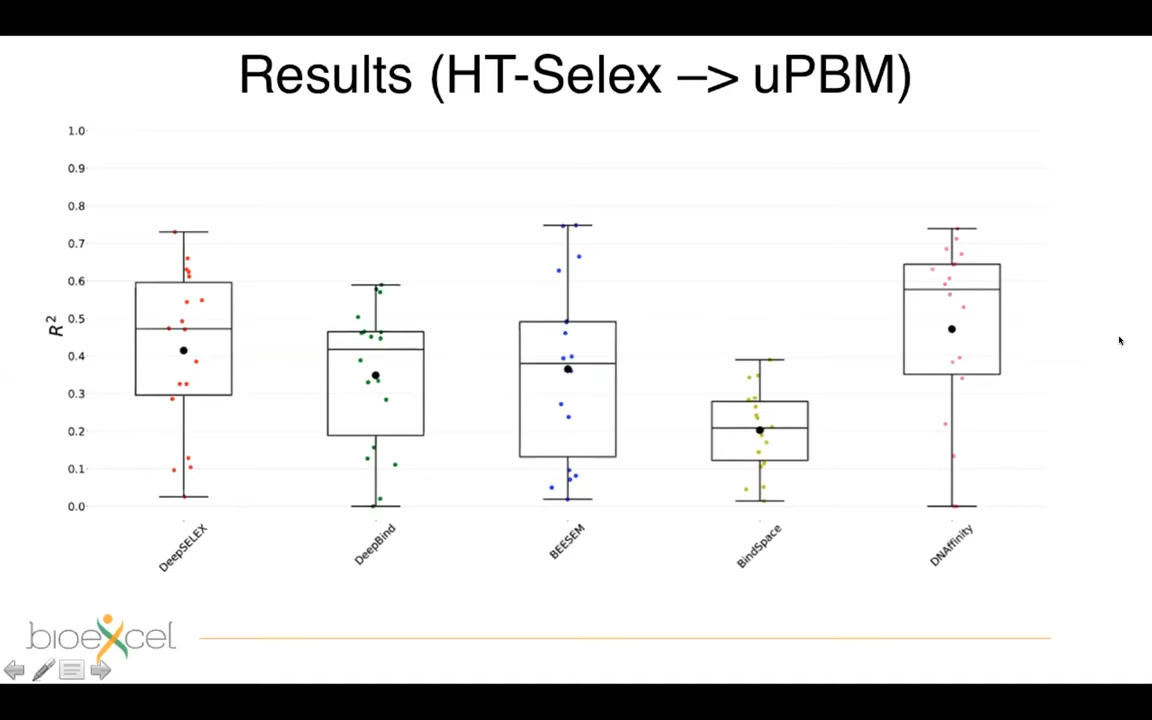 Results (HT-Selex –> uPBM)
1.0
0.9
0.8
0.7
0.6
0.5
0.4
0.3
0.2
0.1
0.0
R²
DeepSELEX
DeepBind
BEESEM
BindSpace
DNAffinity
bioexcel